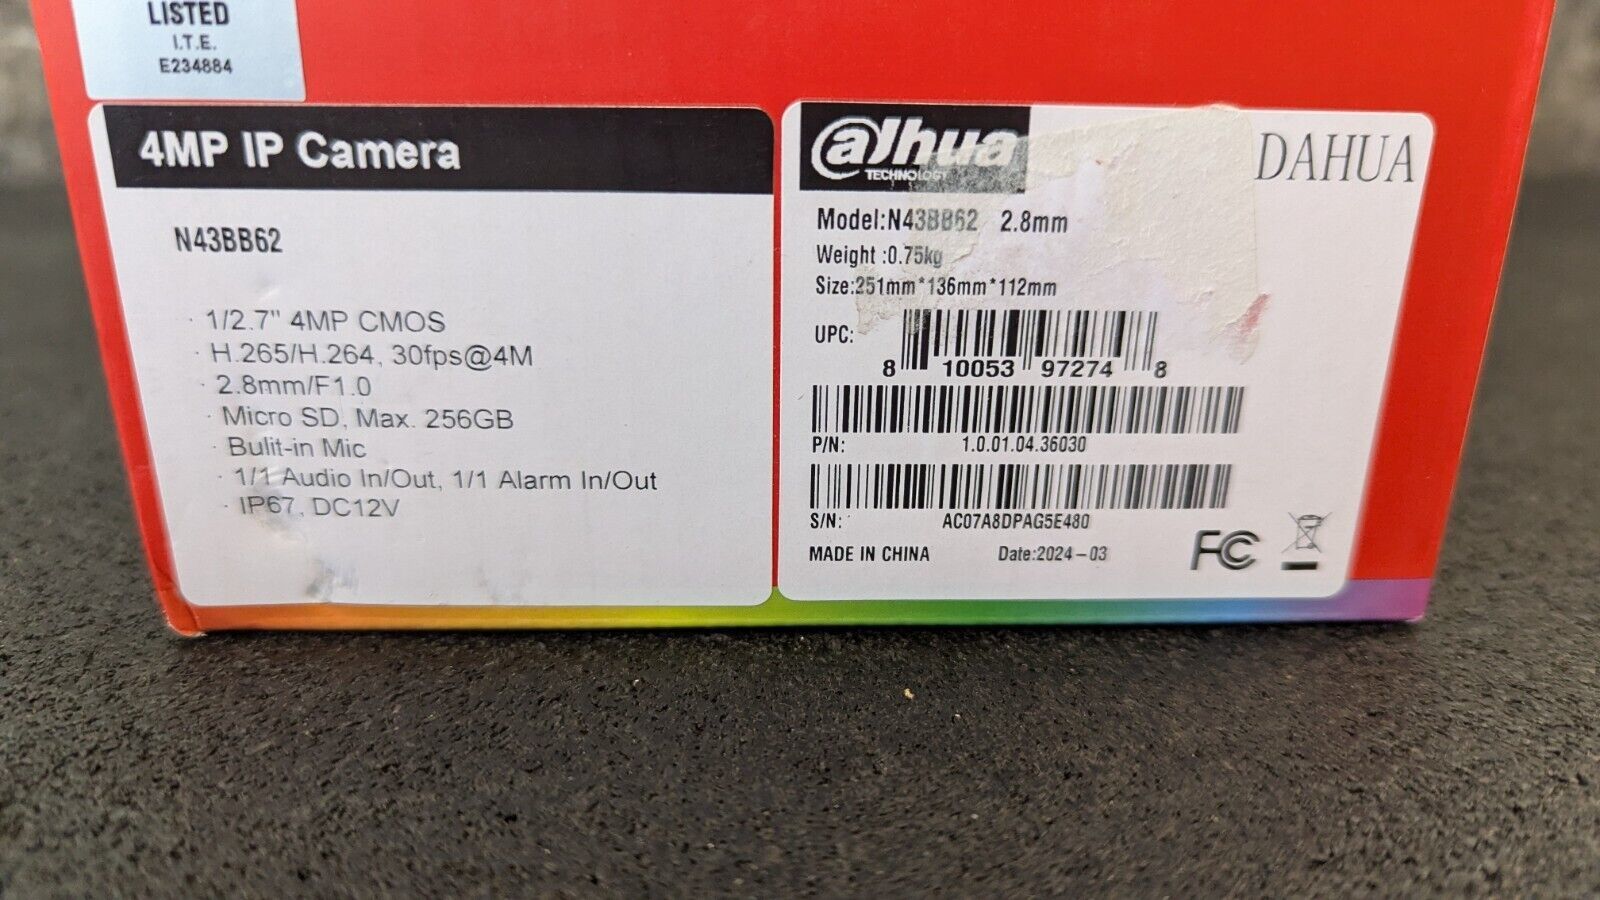 LISTED
I.T.E.
E234884
4MP IP Camera
N43BB62
· 1/2.7" 4MP CMOS
· H.265/H.264, 30fps@4M
· 2.8mm/F1.0
· Micro SD, Max. 256GB
· Bulit-in Mic
· 1/1 Audio In/Out, 1/1 Alarm In/Out
· IP67, DC12V
alhua
TECHNOLOGY
DAHUA
Model:N43BB62 2.8mm
Weight :0.75kg
Size:251mm*136mm*112mm
UPC:
8 10053 97274 8
P/N: 1.0.01.04.36030
S/N: AC07A8DPAG5E480
MADE IN CHINA Date:2024-03
FC